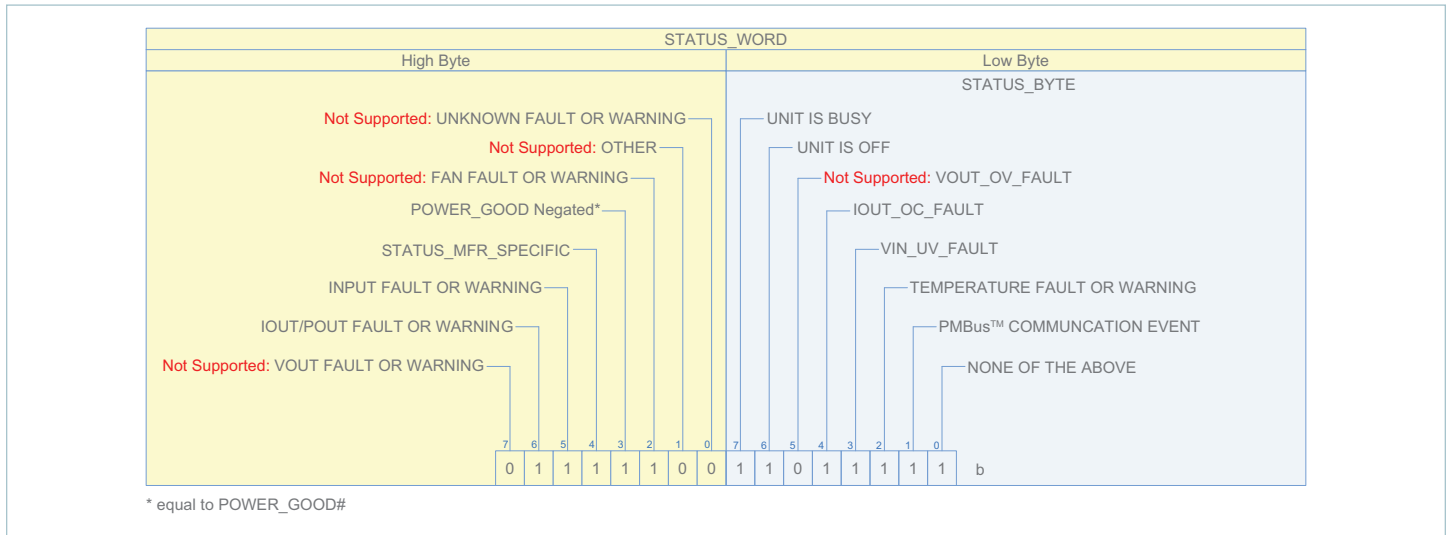 STATUS_WORD
High Byte
Low Byte
STATUS_BYTE
Not Supported: UNKNOWN FAULT OR WARNING
UNIT IS BUSY
Not Supported: OTHER
UNIT IS OFF
Not Supported: FAN FAULT OR WARNING
Not Supported: VOUT_OV_FAULT
POWER_GOOD Negated*
IOUT_OC_FAULT
STATUS_MFR_SPECIFIC
VIN_UV_FAULT
INPUT FAULT OR WARNING
TEMPERATURE FAULT OR WARNING
IOUT/POUT FAULT OR WARNING
PMBus™ COMMUNCATION EVENT
Not Supported: VOUT FAULT OR WARNING
NONE OF THE ABOVE
7 6 5 4 3 2 1 0 7 6 5 4 3 2 1 0
0 1 1 1 1 1 0 0 1 1 0 1 1 1 1 1 b
* equal to POWER_GOOD#